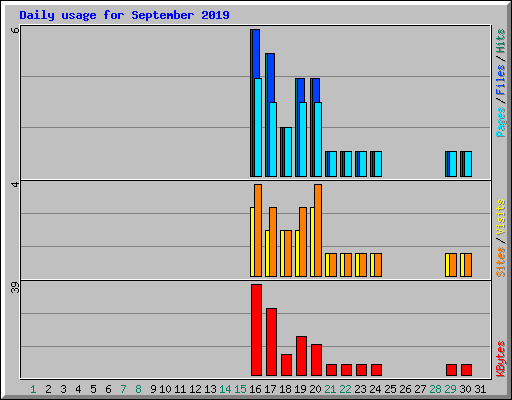 Daily usage for September 2019
6
Pages/Files/Hits
4
Sites/Visits
39
KBytes
1 2 3 4 5 6 7 8 9 10 11 12 13 14 15 16 17 18 19 20 21 22 23 24 25 26 27 28 29 30 31